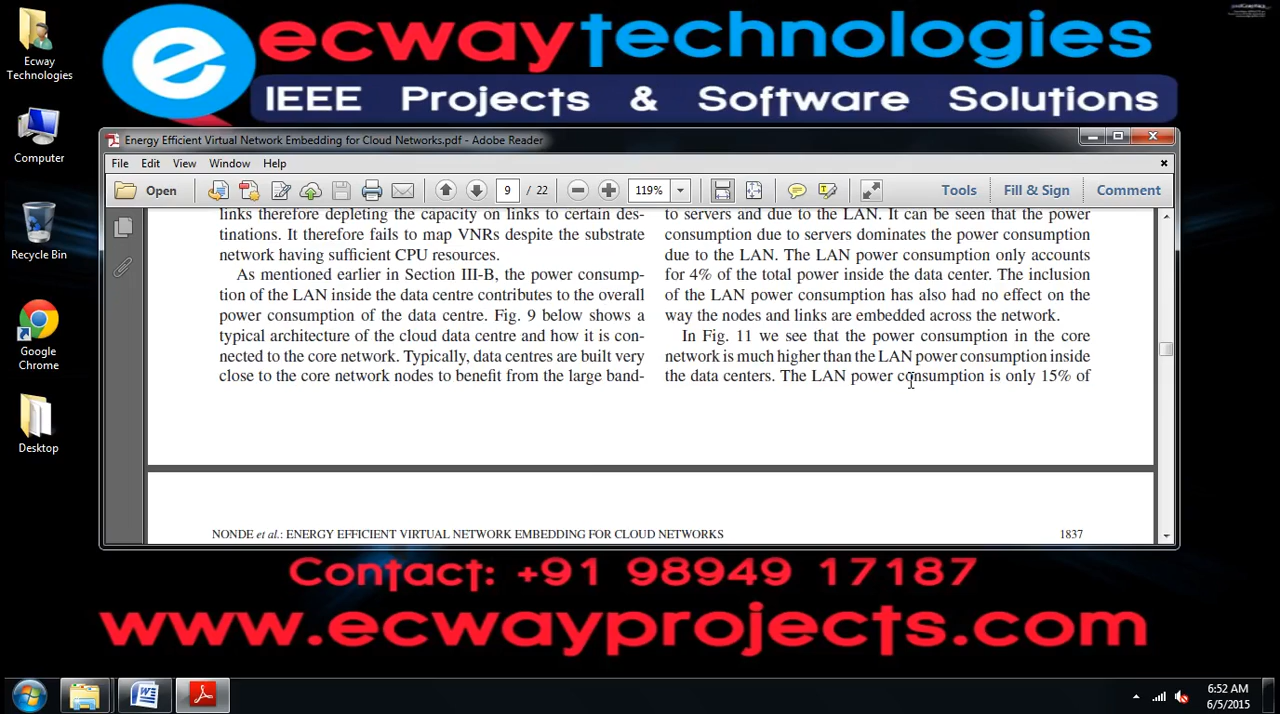 ecwaytechnologies
IEEE Projects & Software Solutions
Ecway
Technologies
Computer
Recycle Bin
Google
Chrome
Desktop
Energy Efficient Virtual Network Embedding for Cloud Networks.pdf - Adobe Reader
File Edit View Window Help
Open 9 / 22 119% Tools Fill & Sign Comment
links therefore depleting the capacity on links to certain des-
tinations. It therefore fails to map VNRs despite the substrate
network having sufficient CPU resources.
As mentioned earlier in Section III-B, the power consump-
tion of the LAN inside the data centre contributes to the overall
power consumption of the data centre. Fig. 9 below shows a
typical architecture of the cloud data centre and how it is con-
nected to the core network. Typically, data centres are built very
close to the core network nodes to benefit from the large band-
to servers and due to the LAN. It can be seen that the power
consumption due to servers dominates the power consumption
due to the LAN. The LAN power consumption only accounts
for 4% of the total power inside the data center. The inclusion
of the LAN power consumption has also had no effect on the
way the nodes and links are embedded across the network.
In Fig. 11 we see that the power consumption in the core
network is much higher than the LAN power consumption inside
the data centers. The LAN power consumption is only 15% of
NONDE et al.: ENERGY EFFICIENT VIRTUAL NETWORK EMBEDDING FOR CLOUD NETWORKS 1837
Contact: +91 98949 17187
www.ecwayprojects.com
6:52 AM
6/5/2015